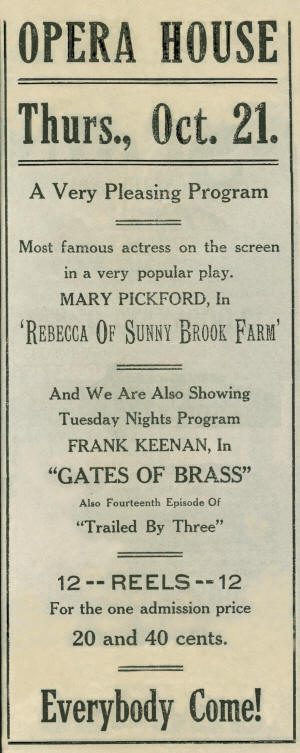 OPERA HOUSE
Thurs., Oct. 21.
A Very Pleasing Program
Most famous actress on the screen
in a very popular play.
MARY PICKFORD, In
'REBECCA OF SUNNY BROOK FARM'
And We Are Also Showing
Tuesday Nights Program
FRANK KEENAN, In
"GATES OF BRASS"
Also Fourteenth Episode Of
"Trailed By Three"
12 -- REELS -- 12
For the one admission price
20 and 40 cents.
Everybody Come!